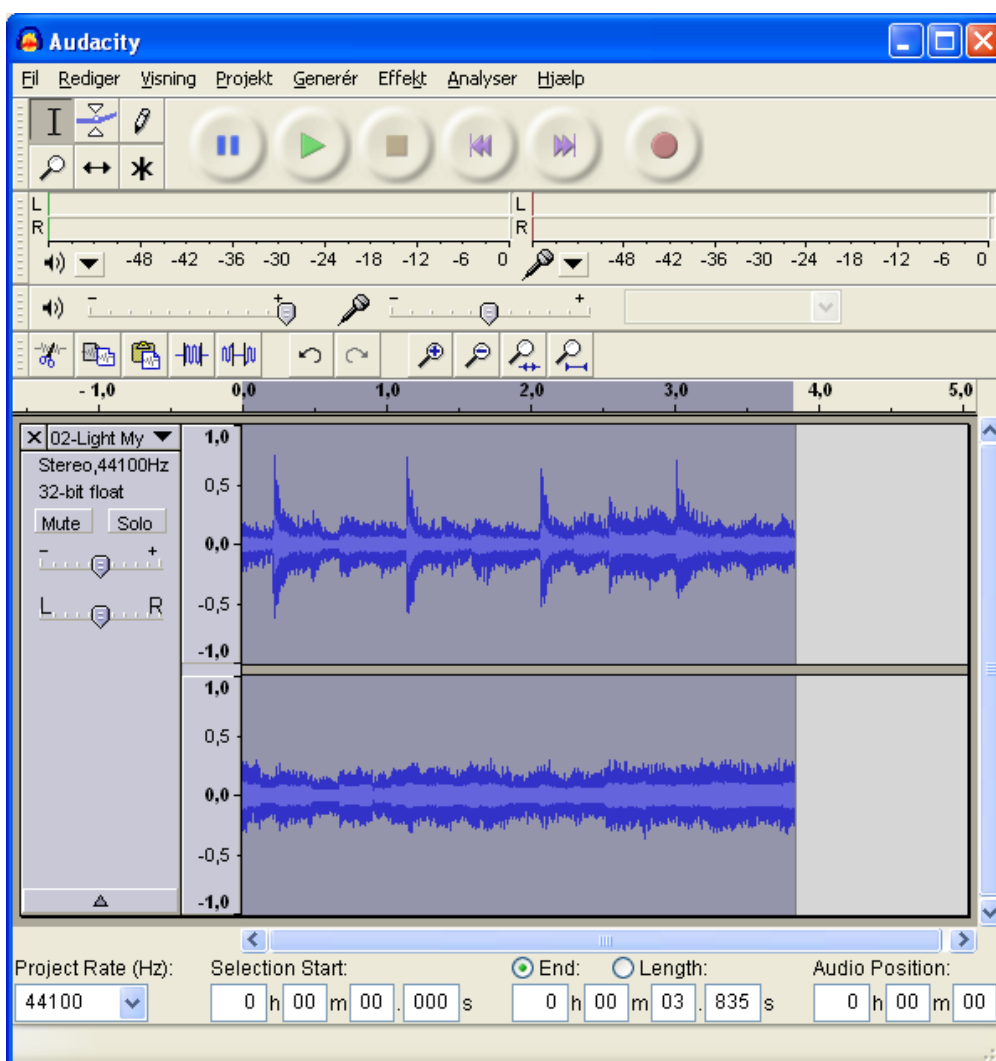 Audacity
Fil Rediger Visning Projekt Generér Effekt Analyser Hjælp
L
R
-48 -42 -36 -30 -24 -18 -12 -6 0
L
R
-48 -42 -36 -30 -24 -18 -12 -6 0
- +
- +
- 1,0 0,0 1,0 2,0 3,0 4,0 5,0
X 02-Light My
Stereo,44100Hz
32-bit float
Mute Solo
- +
L R
1,0
0,5
0,0
-0,5
-1,0
1,0
0,5
0,0
-0,5
-1,0
Project Rate (Hz): Selection Start: End: Length: Audio Position:
44100 0 h 00 m 00 . 000 s 0 h 00 m 03 . 835 s 0 h 00 m 00